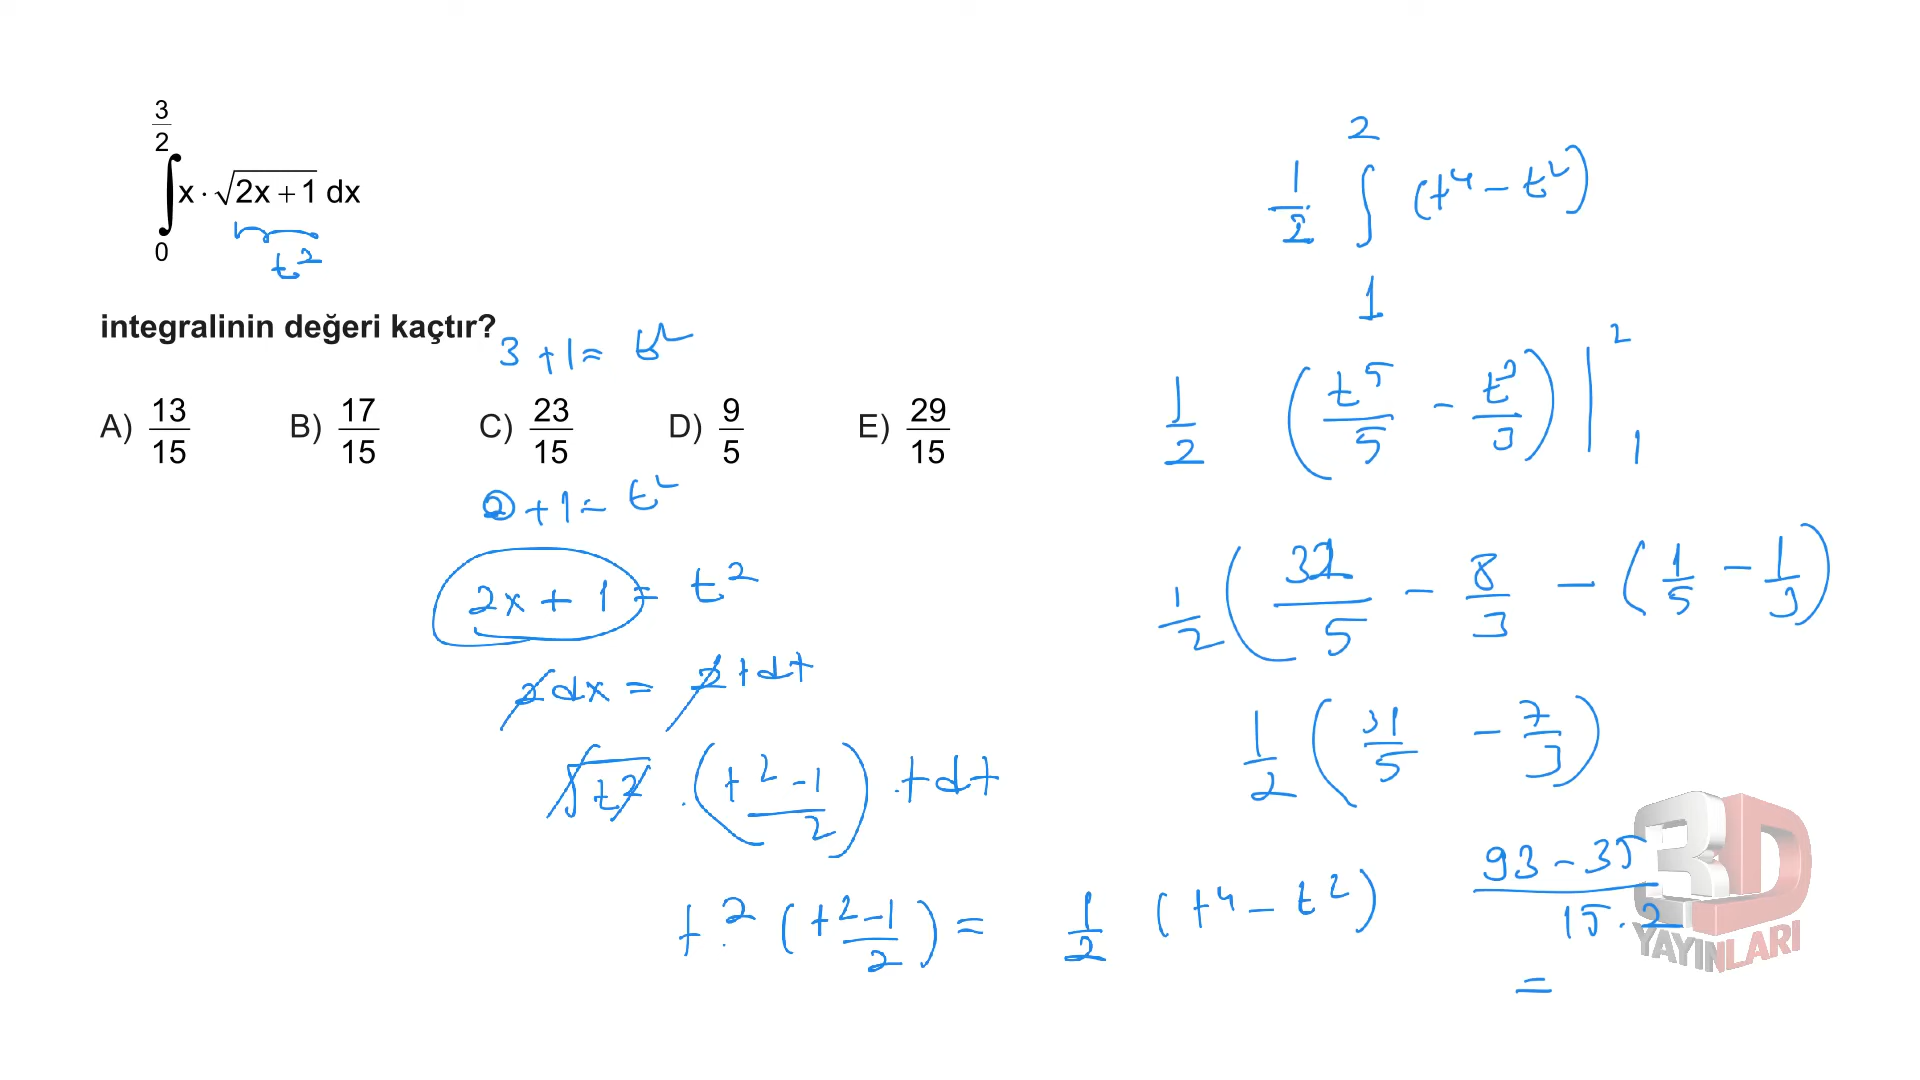 3/2
∫ x · √(2x + 1) dx
0
t²
integralinin değeri kaçtır?
3 + 1 = t²
A) 13/15 B) 17/15 C) 23/15 D) 9/5 E) 29/15
0 + 1 = t²
2x + 1 = t²
2dx = 2tdt
√t² · (t² - 1 / 2) · tdt
t² · (t² - 1 / 2) = 1/2 (t⁴ - t²)
2
1/2 ∫ (t⁴ - t²)
1
1/2 (t⁵/5 - t³/3) |₁²
1/2 (32/5 - 8/3 - (1/5 - 1/3)
1/2 (31/5 - 7/3)
93 - 35 / 15 · 2
=
3D
YAYINLARI